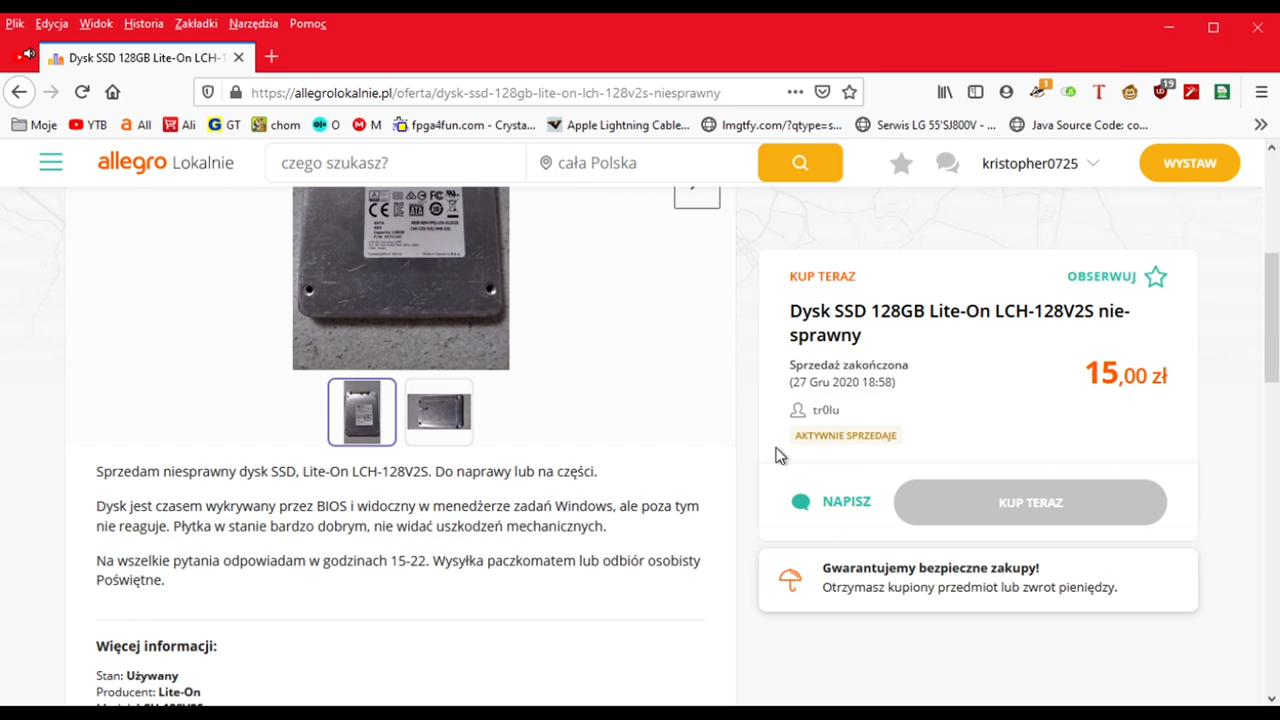 Plik Edycja Widok Historia Zakładki Narzędzia Pomoc
Dysk SSD 128GB Lite-On LCH-1
https://allegrolokalnie.pl/oferta/dysk-ssd-128gb-lite-on-lch-128v2s-niesprawny
1
19
Moje YTB All Ali GT chom O M fpga4fun.com - Crysta... Apple Lightning Cable... lmgtfy.com/?qtype=s... Serwis LG 55'SJ800V - ... Java Source Code: co...
allegro Lokalnie czego szukasz? cała Polska kristopher0725 WYSTAW
SATA
KUP TERAZ OBSERWUJ
Dysk SSD 128GB Lite-On LCH-128V2S nie-
sprawny
Sprzedaż zakończona
(27 Gru 2020 18:58)
15,00 zł
tr0lu
AKTYWNIE SPRZEDAJE
NAPISZ KUP TERAZ
Gwarantujemy bezpieczne zakupy!
Otrzymasz kupiony przedmiot lub zwrot pieniędzy.
Sprzedam niesprawny dysk SSD, Lite-On LCH-128V2S. Do naprawy lub na części.
Dysk jest czasem wykrywany przez BIOS i widoczny w menedżerze zadań Windows, ale poza tym
nie reaguje. Płytka w stanie bardzo dobrym, nie widać uszkodzeń mechanicznych.
Na wszelkie pytania odpowiadam w godzinach 15-22. Wysyłka paczkomatem lub odbiór osobisty
Poświętne.
Więcej informacji:
Stan: Używany
Producent: Lite-On